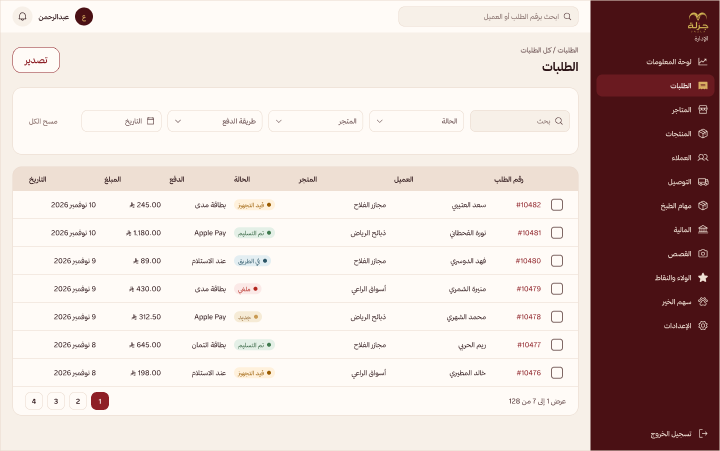 جزلة
الإدارة
لوحة المعلومات
الطلبات
المتاجر
المنتجات
العملاء
التوصيل
مهام الطبخ
المالية
القصص
الولاء والنقاط
سهم الخير
الإعدادات
تسجيل الخروج
ابحث برقم الطلب أو العميل
ع عبدالرحمن
الطلبات / كل الطلبات
الطلبات
تصدير
بحث الحالة المتجر طريقة الدفع التاريخ مسح الكل
رقم الطلب العميل المتجر الحالة الدفع المبلغ التاريخ
#10482 سعد العتيبي مجازر الفلاح قيد التجهيز بطاقة مدى 245.00 10 نوفمبر 2026
#10481 نورة القحطاني ذبائح الرياض تم التسليم Apple Pay 1,180.00 10 نوفمبر 2026
#10480 فهد الدوسري مجازر الفلاح في الطريق عند الاستلام 89.00 9 نوفمبر 2026
#10479 منيرة الشمري أسواق الراعي ملغي بطاقة مدى 430.00 9 نوفمبر 2026
#10478 محمد الشهري ذبائح الرياض جديد Apple Pay 312.50 9 نوفمبر 2026
#10477 ريم الحربي مجازر الفلاح تم التسليم بطاقة ائتمان 645.00 8 نوفمبر 2026
#10476 خالد المطيري أسواق الراعي قيد التجهيز عند الاستلام 198.00 8 نوفمبر 2026
عرض 1 إلى 7 من 128
1 2 3 4